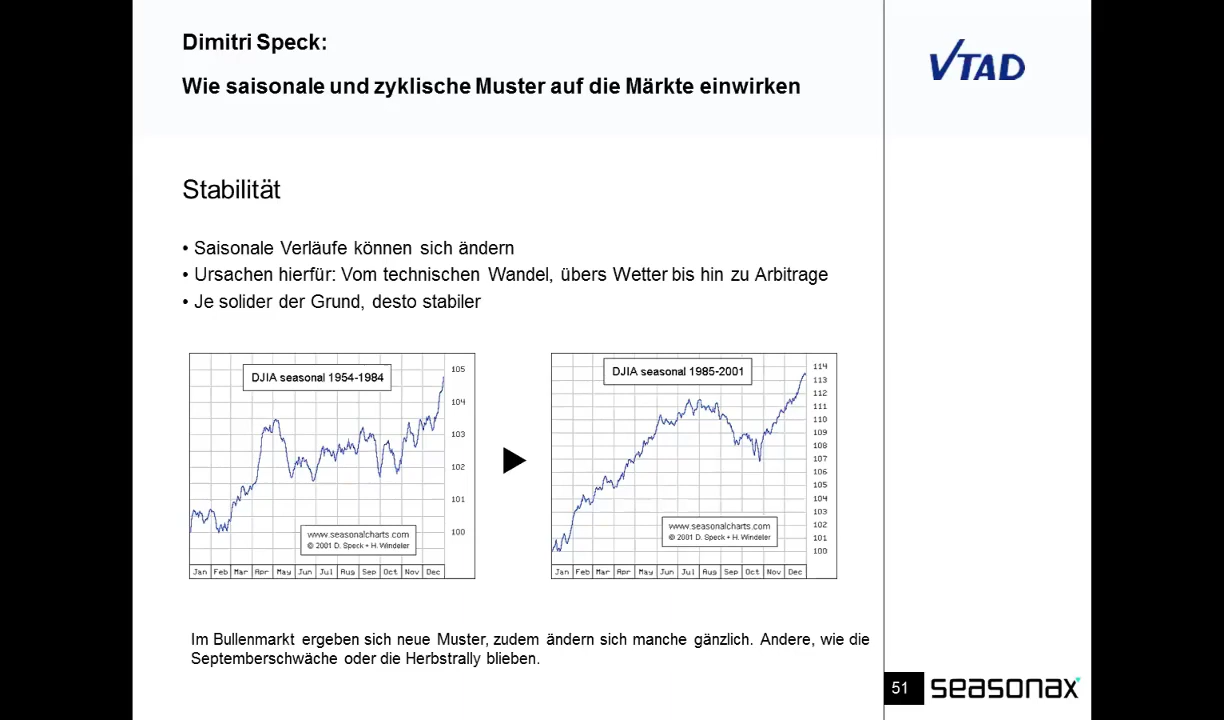 Dimitri Speck:
Wie saisonale und zyklische Muster auf die Märkte einwirken
VTAD
Stabilität
• Saisonale Verläufe können sich ändern
• Ursachen hierfür: Vom technischen Wandel, übers Wetter bis hin zu Arbitrage
• Je solider der Grund, desto stabiler
DJIA seasonal 1954-1984
105
104
103
102
101
100
www.seasonalcharts.com
© 2001 D. Speck + H. Windeler
Jan Feb Mar Apr May Jun Jul Aug Sep Oct Nov Dec
DJIA seasonal 1985-2001
114
113
112
111
110
109
108
107
106
105
104
103
102
101
100
www.seasonalcharts.com
© 2001 D. Speck + H. Windeler
Jan Feb Mar Apr May Jun Jul Aug Sep Oct Nov Dec
Im Bullenmarkt ergeben sich neue Muster, zudem ändern sich manche gänzlich. Andere, wie die
Septemberschwäche oder die Herbstrally blieben.
51
seasonax